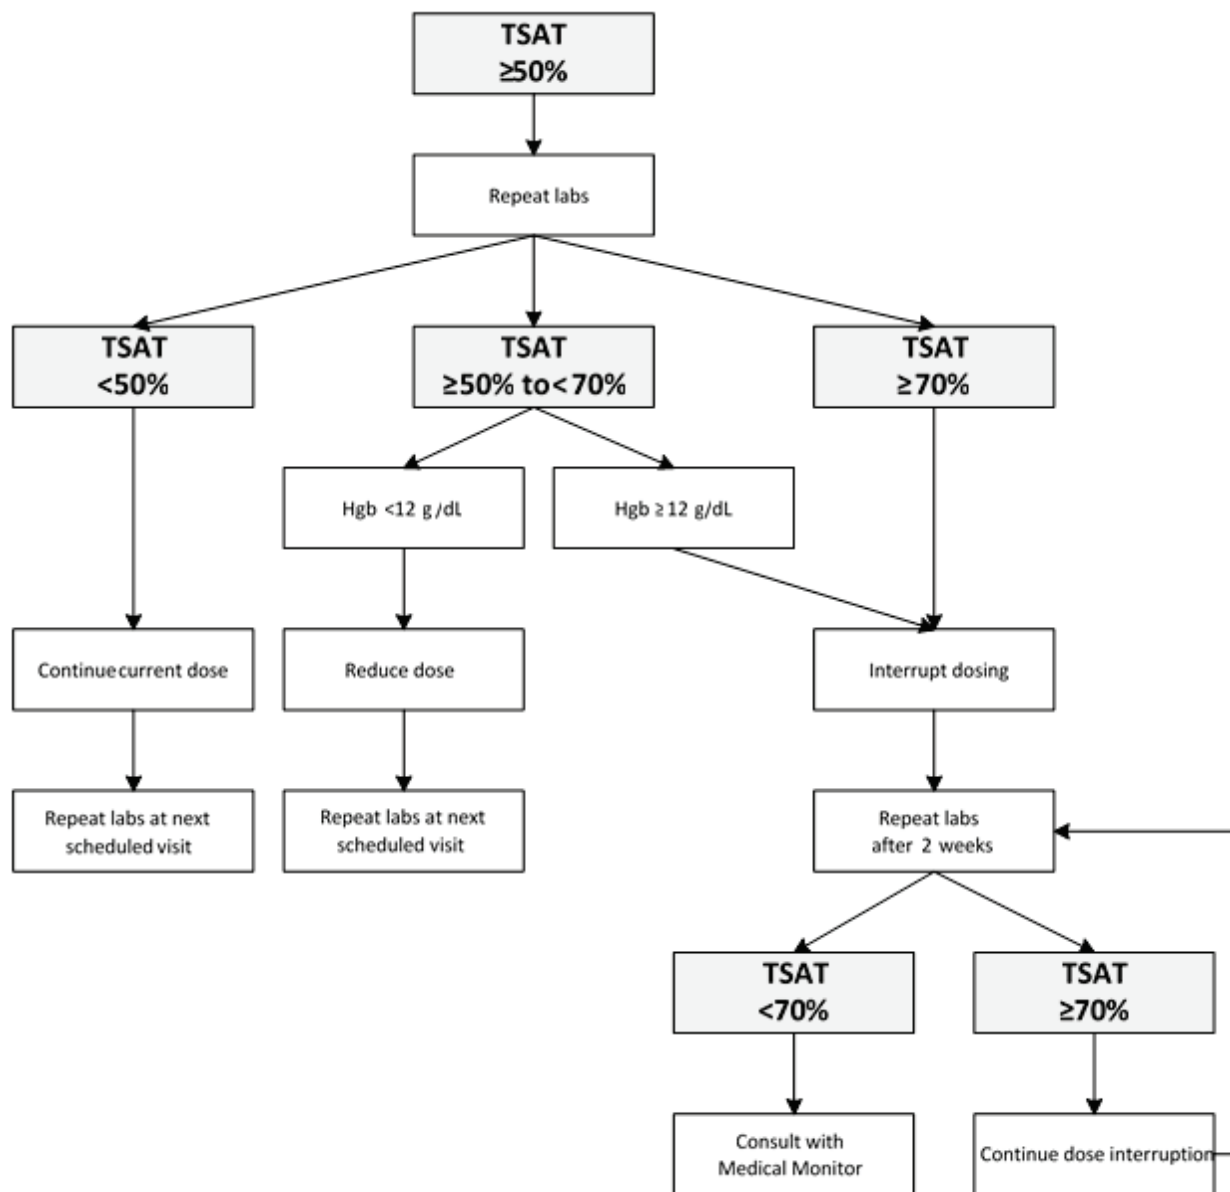 TSAT
≥50%
Repeat labs
TSAT
<50%
TSAT
≥50% to< 70%
TSAT
≥70%
Hgb <12 g/dL
Hgb ≥ 12 g/dL
Continue current dose
Reduce dose
Interrupt dosing
Repeat labs at next
scheduled visit
Repeat labs at next
scheduled visit
Repeat labs
after 2 weeks
TSAT
<70%
TSAT
≥70%
Consult with
Medical Monitor
Continue dose interruption